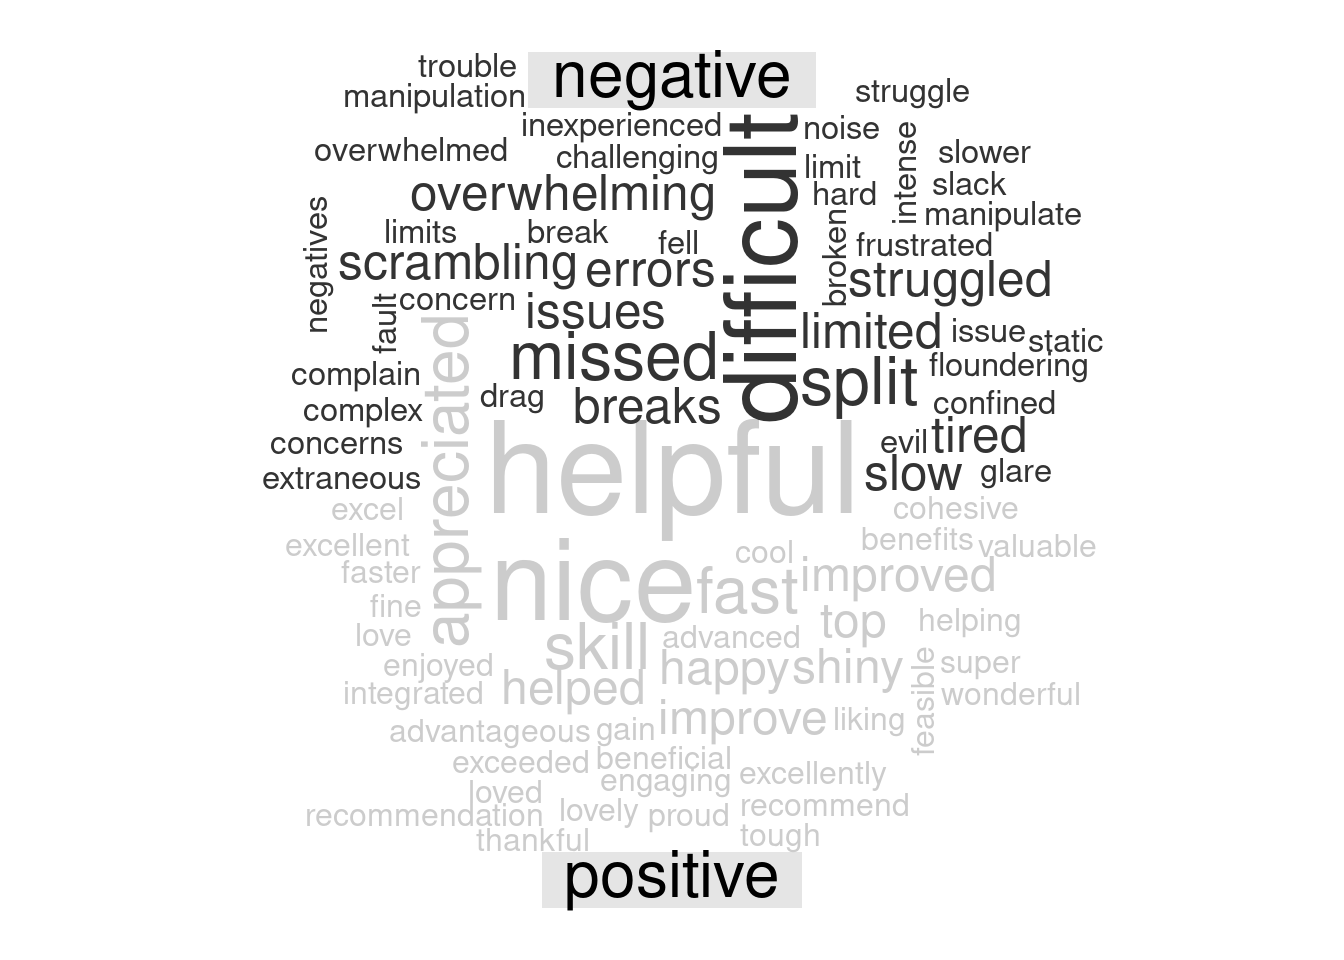 negative
trouble
manipulation
struggle
inexperienced
noise
overwhelmed
challenging
difficult
limit
intense
slower
overwhelming
hard
slack
manipulate
negatives
limits
break
fell
broken
frustrated
scrambling
errors
struggled
fault
concern
issues
limited
issue
static
missed
split
floundering
complain
appreciated
drag
breaks
confined
complex
concerns
evil
tired
extraneous
helpful
slow
glare
excel
cohesive
excellent
cool
benefits
valuable
faster
nice
fast
improved
fine
top
helping
love
skill
advanced
enjoyed
happy
shiny
feasible
super
integrated
helped
wonderful
advantageous
gain
improve
liking
exceeded
beneficial
engaging
excellently
loved
recommendation
lovely
proud
recommend
thankful
tough
positive